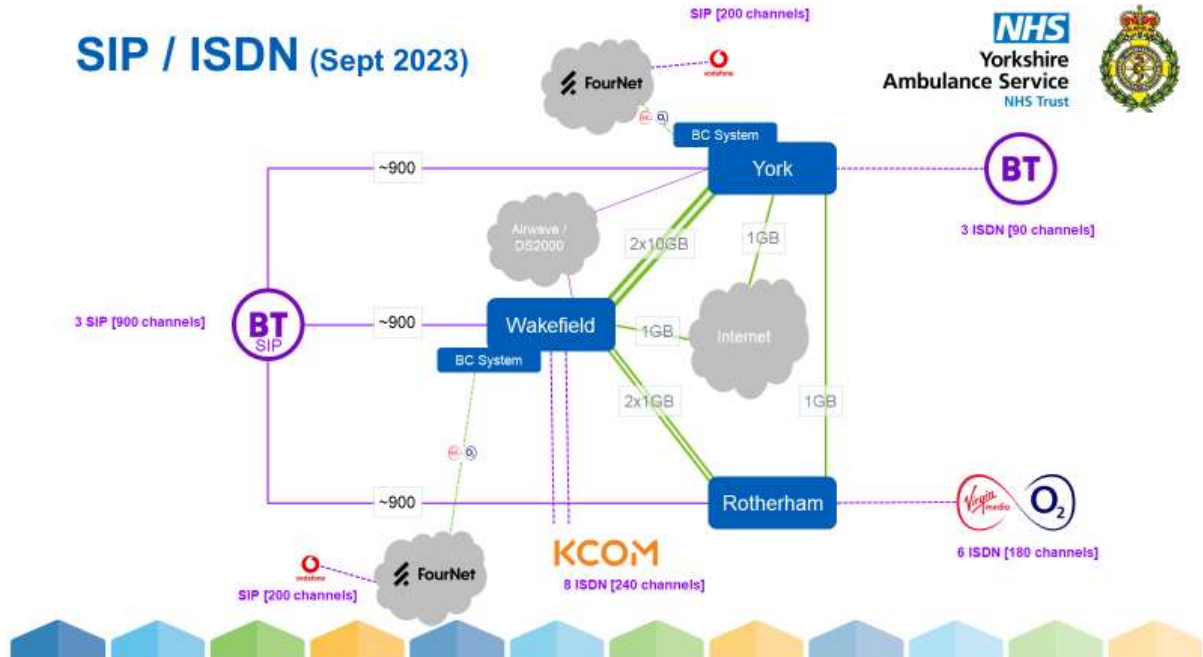 SIP / ISDN (Sept 2023)
SIP [200 channels]
vodafone
FourNet
O2
BC System
NHS
Yorkshire
Ambulance Service
NHS Trust
~900
York
BT
3 ISDN [90 channels]
Airwave /
DS2000
2x10GB
1GB
3 SIP [900 channels]
BT
SIP
~900
Wakefield
BC System
1GB
Internet
2x1GB
1GB
O2
~900
Rotherham
Virgin
media
O2
6 ISDN [180 channels]
vodafone
SIP [200 channels]
FourNet
KCOM
8 ISDN [240 channels]